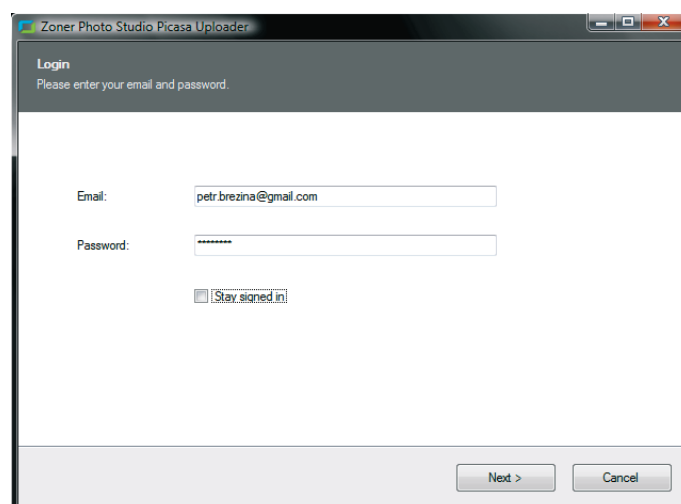 Zoner Photo Studio Picasa Uploader
Login
Please enter your email and password.
Email:
petr.brezina@gmail.com
Password:
********
Stay signed in
Next >
Cancel